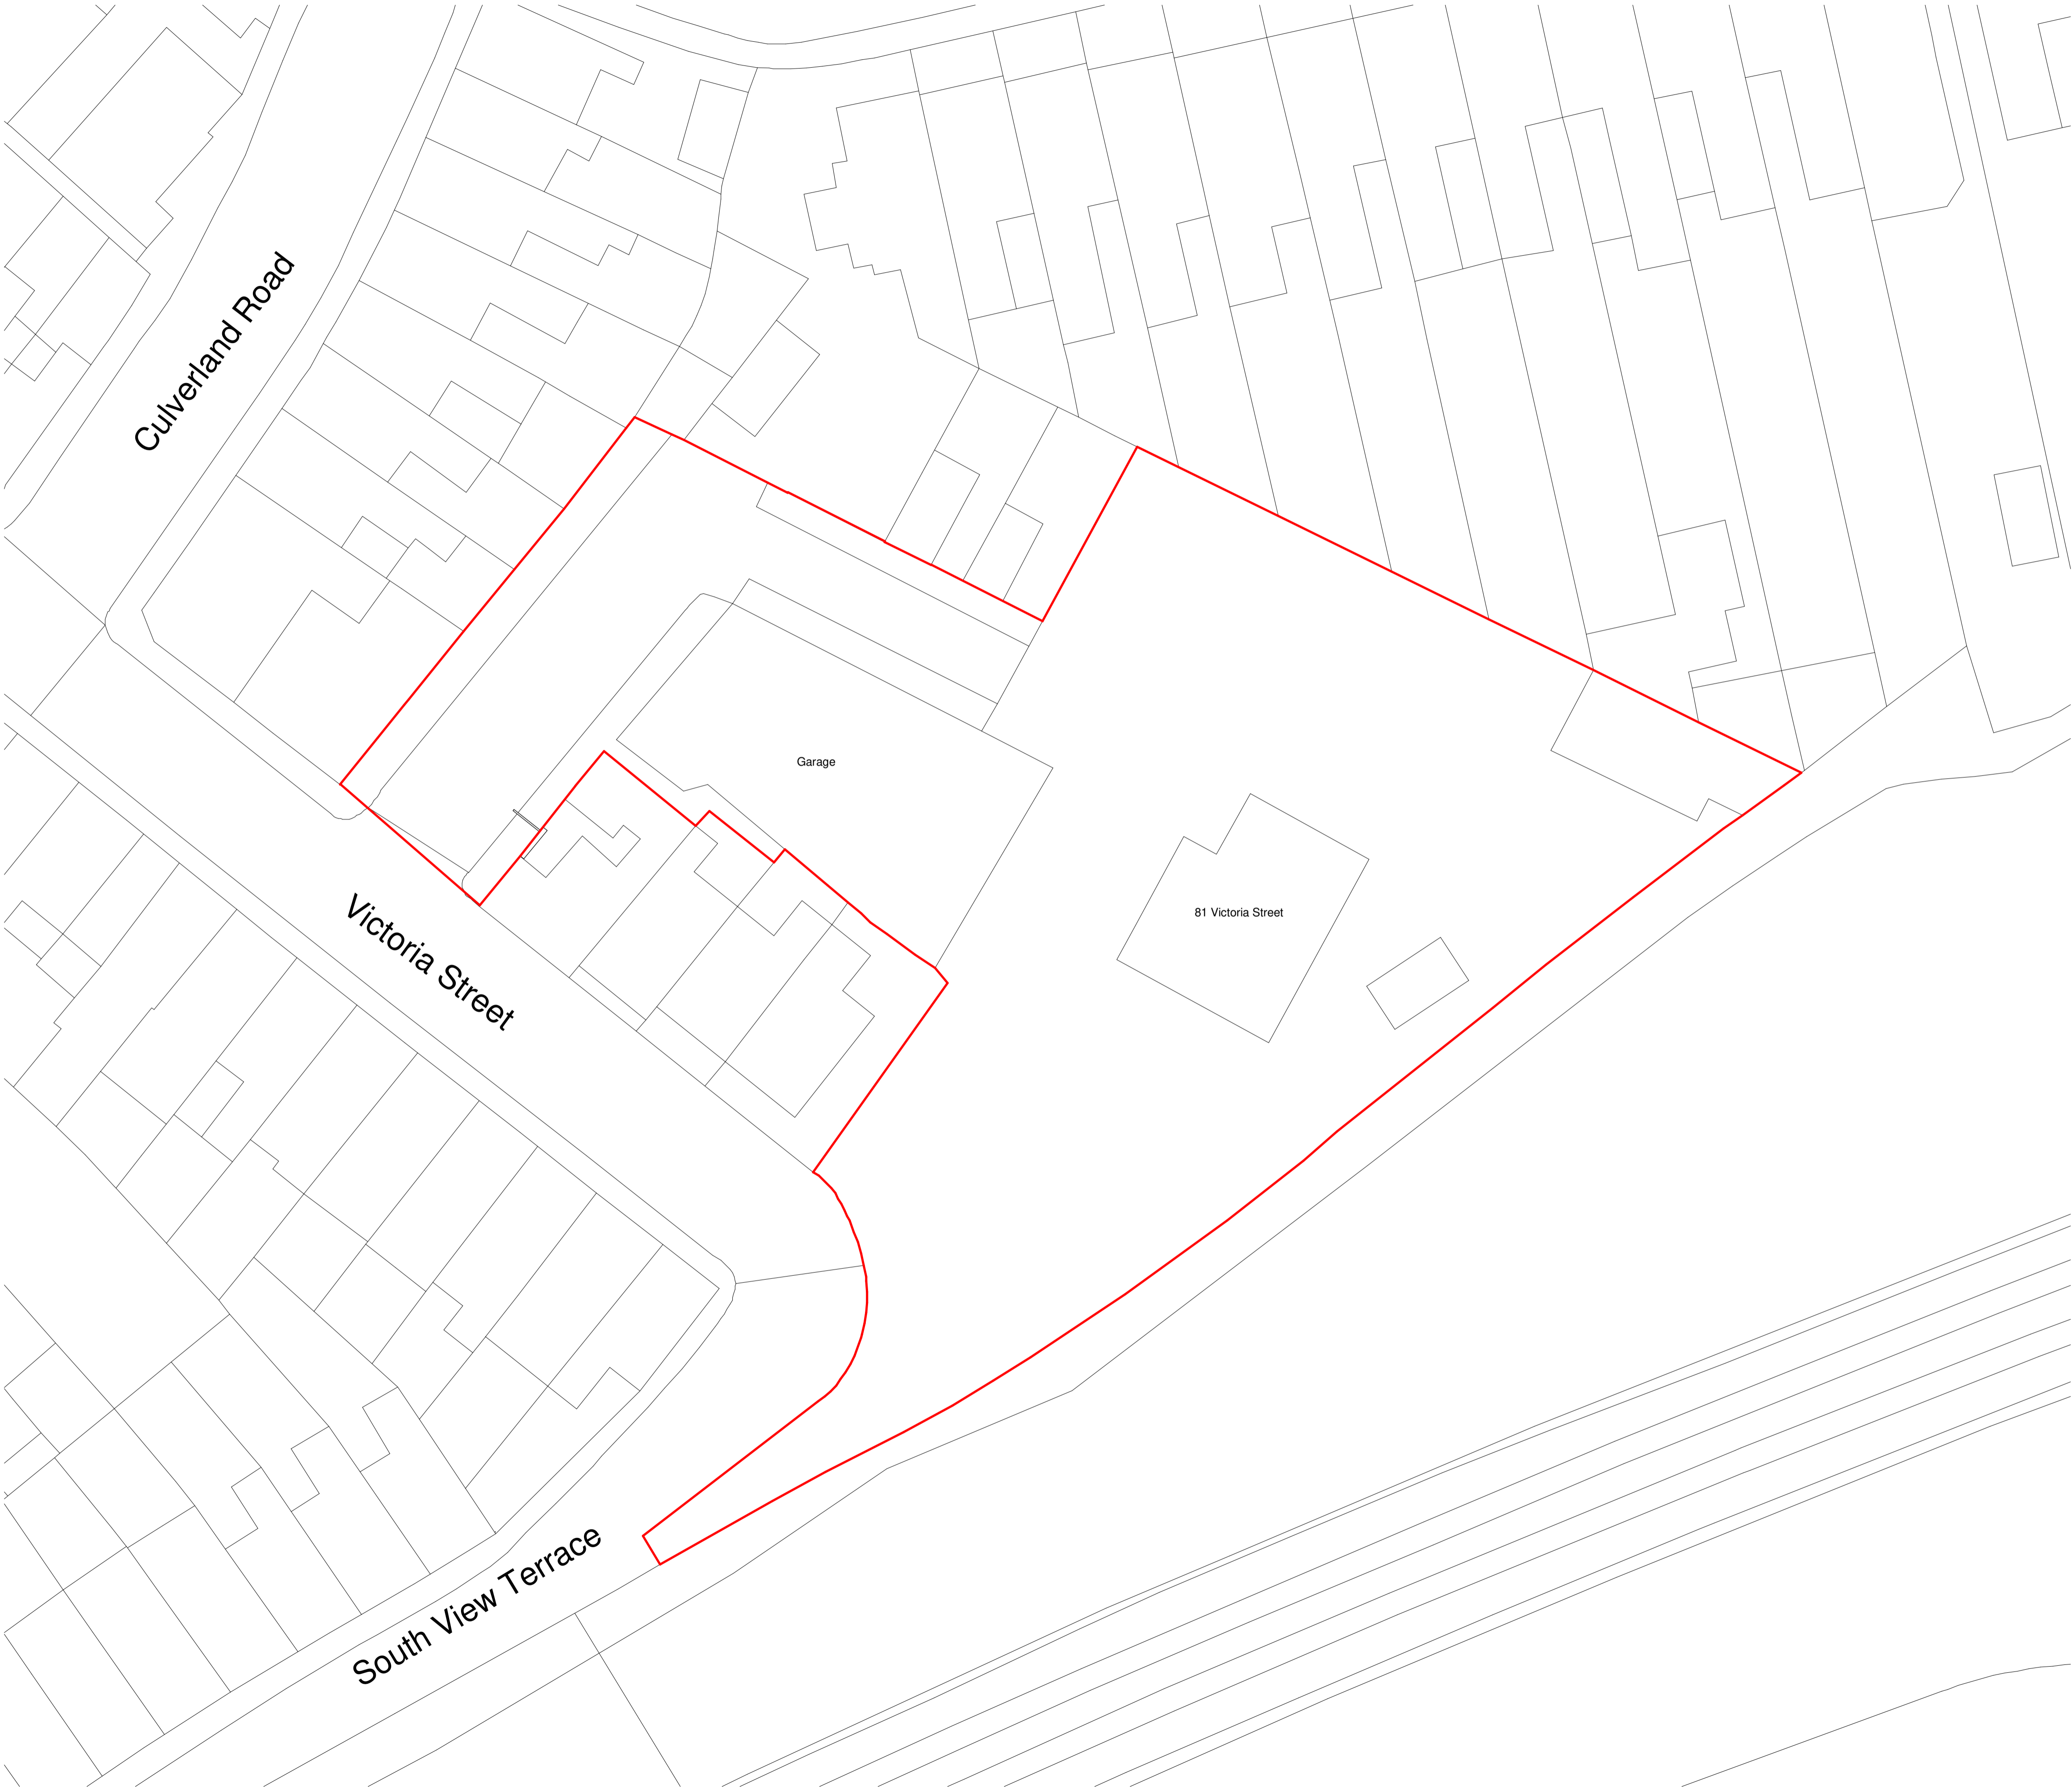 Culverland Road
Garage
81 Victoria Street
Victoria Street
South View Terrace